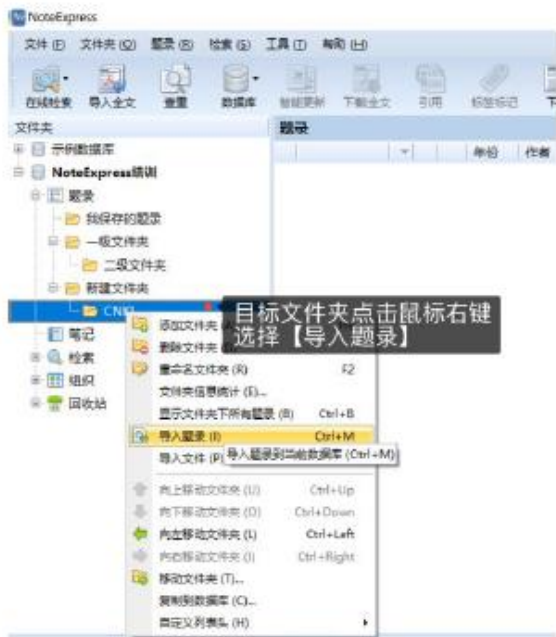 NoteExpress
文件(F) 文件夹(O) 题录(R) 检索(S) 工具(T) 帮助(H)
在线检索 导入全文 查重 数据库 智能更新 下载全文 引用 标签标记
文件夹 题录
示例数据库 年份 作者
NoteExpress培训
题录
我保存的题录
一级文件夹
二级文件夹
新建文件夹
CNKI
目标文件夹点击鼠标右键
选择【导入题录】
添加文件夹
笔记
删除文件夹
检索
重命名文件夹 (R) F2
组织
文件夹信息统计 (E)...
回收站
显示文件夹下所有题录 (B) Ctrl+B
导入题录 (I) Ctrl+M
导入文件 (P)
导入题录到当前数据库 (Ctrl+M)
向上移动文件夹 (U) Ctrl+Up
向下移动文件夹 (O) Ctrl+Down
向左移动文件夹 (L) Ctrl+Left
向右移动文件夹 (I) Ctrl+Right
移动文件夹 (T)...
复制到数据库 (C)...
自定义列表头 (H)